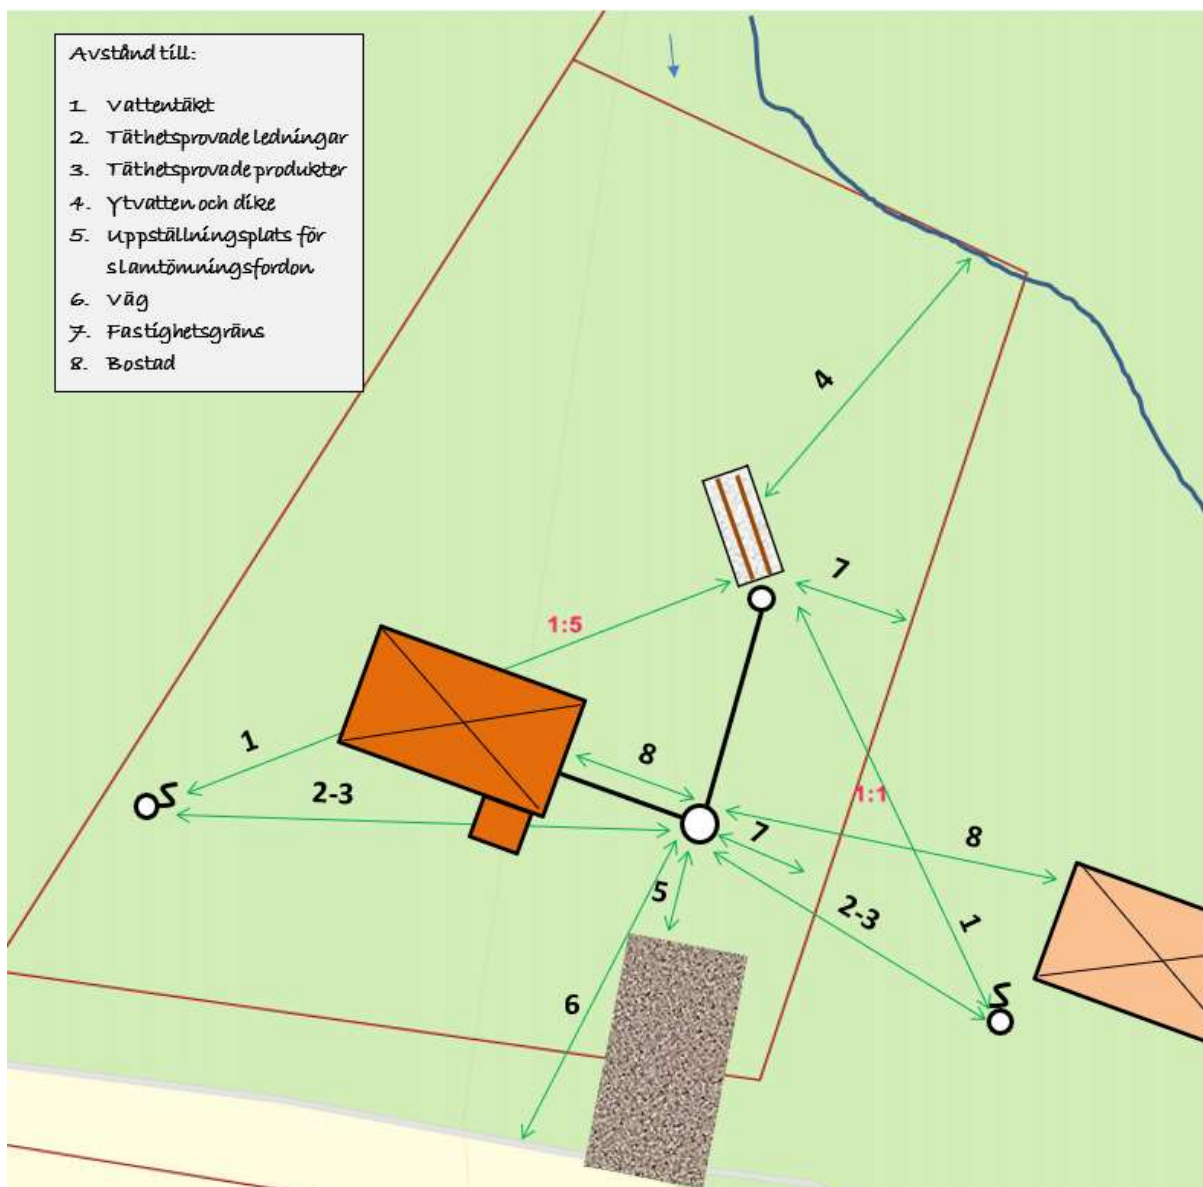 Avstånd till:
1. Vattentäkt
2. Täthetsprovade ledningar
3. Täthetsprovade produkter
4. Ytvatten och dike
5. Uppställningsplats för
slamtömningsfordon
6. Väg
7. Fastighetsgräns
8. Bostad
4
7
1:5
1
8
2-3
1:1
7
8
5
2-3
1
6